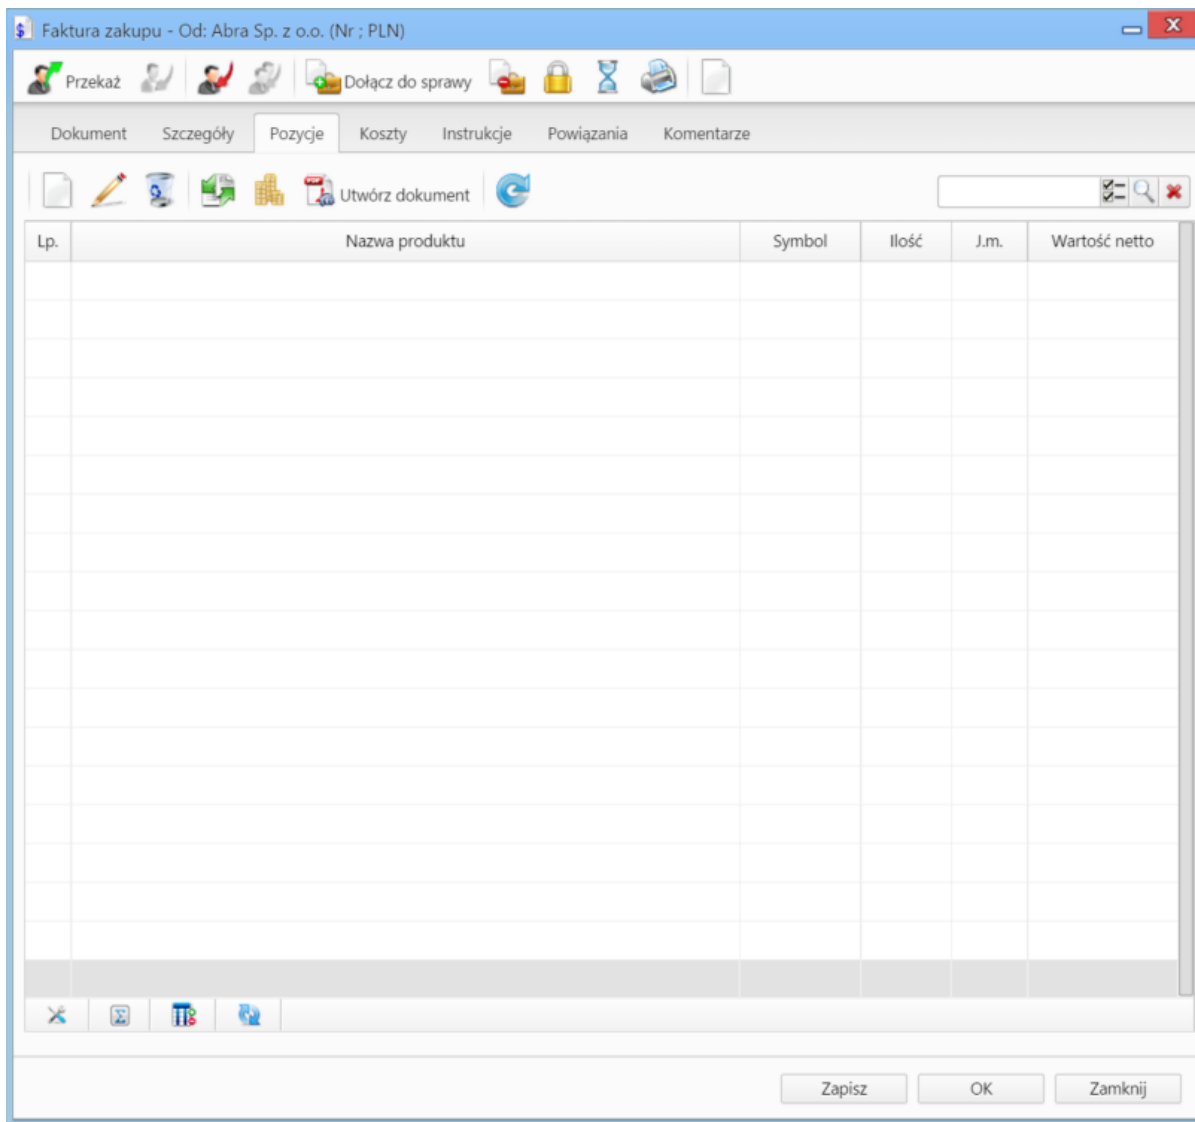 Faktura zakupu - Od: Abra Sp. z o.o. (Nr ; PLN)
Przekaż Dołącz do sprawy
Dokument Szczegóły Pozycje Koszty Instrukcje Powiązania Komentarze
Utwórz dokument
Lp. Nazwa produktu Symbol Ilość J.m. Wartość netto
Zapisz OK Zamknij